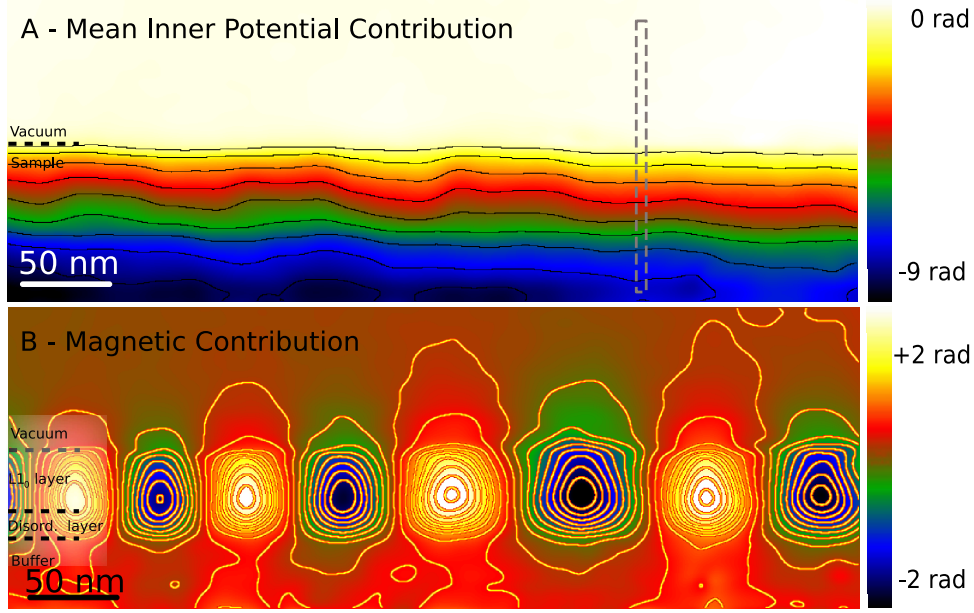 A - Mean Inner Potential Contribution
0 rad
Vacuum
Sample
50 nm
-9 rad
B - Magnetic Contribution
+2 rad
Vacuum
L1₀ layer
Disord. layer
Buffer
50 nm
-2 rad